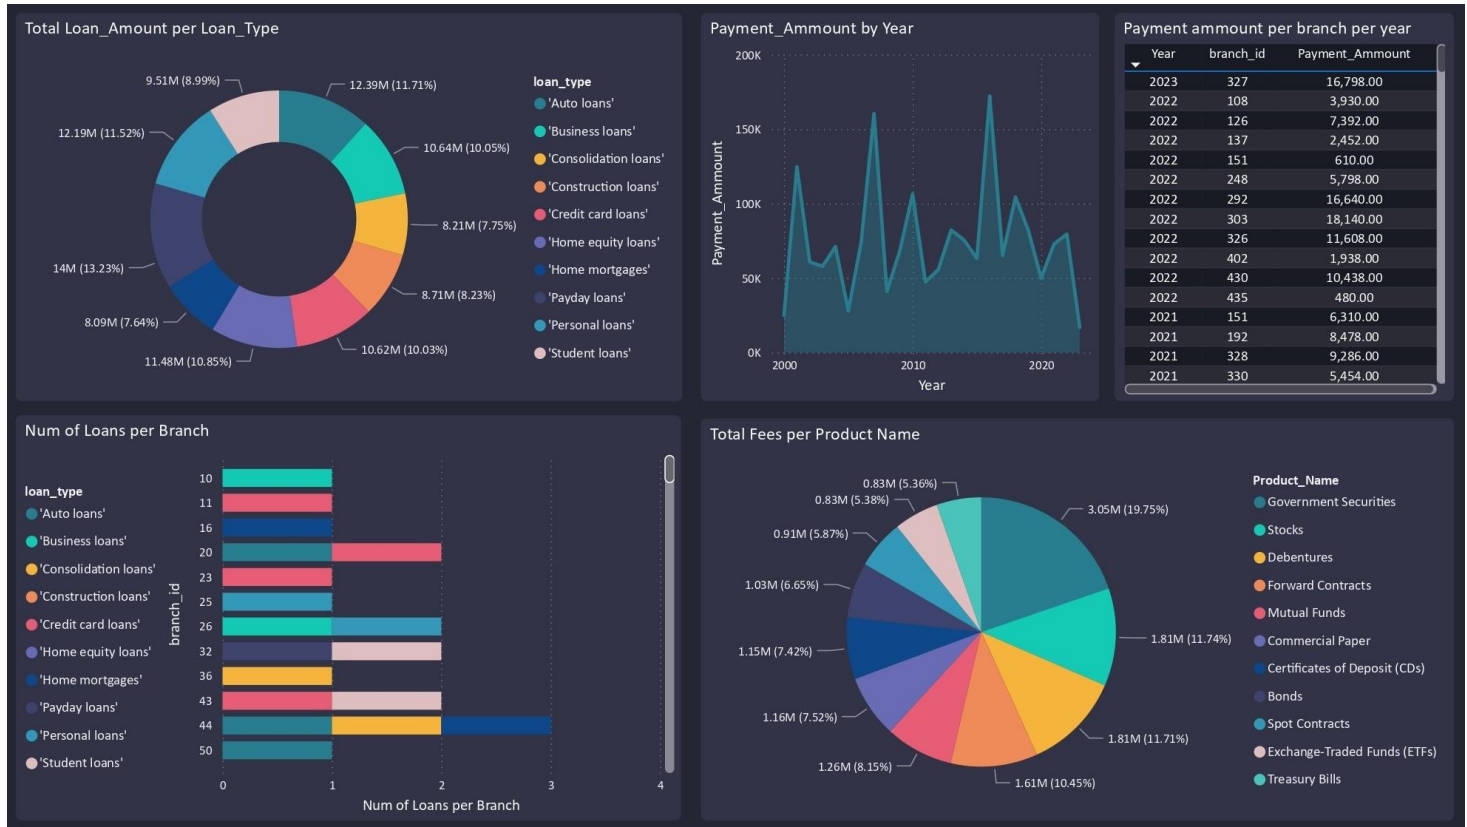 Total Loan_Amount per Loan_Type
9.51M (8.99%)
12.39M (11.71%)
12.19M (11.52%)
10.64M (10.05%)
8.21M (7.75%)
14M (13.23%)
8.71M (8.23%)
8.09M (7.64%)
10.62M (10.03%)
11.48M (10.85%)
loan_type
'Auto loans'
'Business loans'
'Consolidation loans'
'Construction loans'
'Credit card loans'
'Home equity loans'
'Home mortgages'
'Payday loans'
'Personal loans'
'Student loans'
Payment_Ammount by Year
200K
150K
100K
50K
0K
Payment_Ammount
2000 2010 2020
Year
Payment ammount per branch per year
Year branch_id Payment_Ammount
2023 327 16,798.00
2022 108 3,930.00
2022 126 7,392.00
2022 137 2,452.00
2022 151 610.00
2022 248 5,798.00
2022 292 16,640.00
2022 303 18,140.00
2022 326 11,608.00
2022 402 1,938.00
2022 430 10,438.00
2022 435 480.00
2021 151 6,310.00
2021 192 8,478.00
2021 328 9,286.00
2021 330 5,454.00
Num of Loans per Branch
loan_type
'Auto loans'
'Business loans'
'Consolidation loans'
'Construction loans'
'Credit card loans'
'Home equity loans'
'Home mortgages'
'Payday loans'
'Personal loans'
'Student loans'
branch_id
10
11
16
20
23
25
26
32
36
43
44
50
0 1 2 3 4
Num of Loans per Branch
Total Fees per Product Name
0.83M (5.36%)
0.83M (5.38%)
3.05M (19.75%)
0.91M (5.87%)
1.03M (6.65%)
1.81M (11.74%)
1.15M (7.42%)
1.16M (7.52%)
1.81M (11.71%)
1.26M (8.15%)
1.61M (10.45%)
Product_Name
Government Securities
Stocks
Debentures
Forward Contracts
Mutual Funds
Commercial Paper
Certificates of Deposit (CDs)
Bonds
Spot Contracts
Exchange-Traded Funds (ETFs)
Treasury Bills